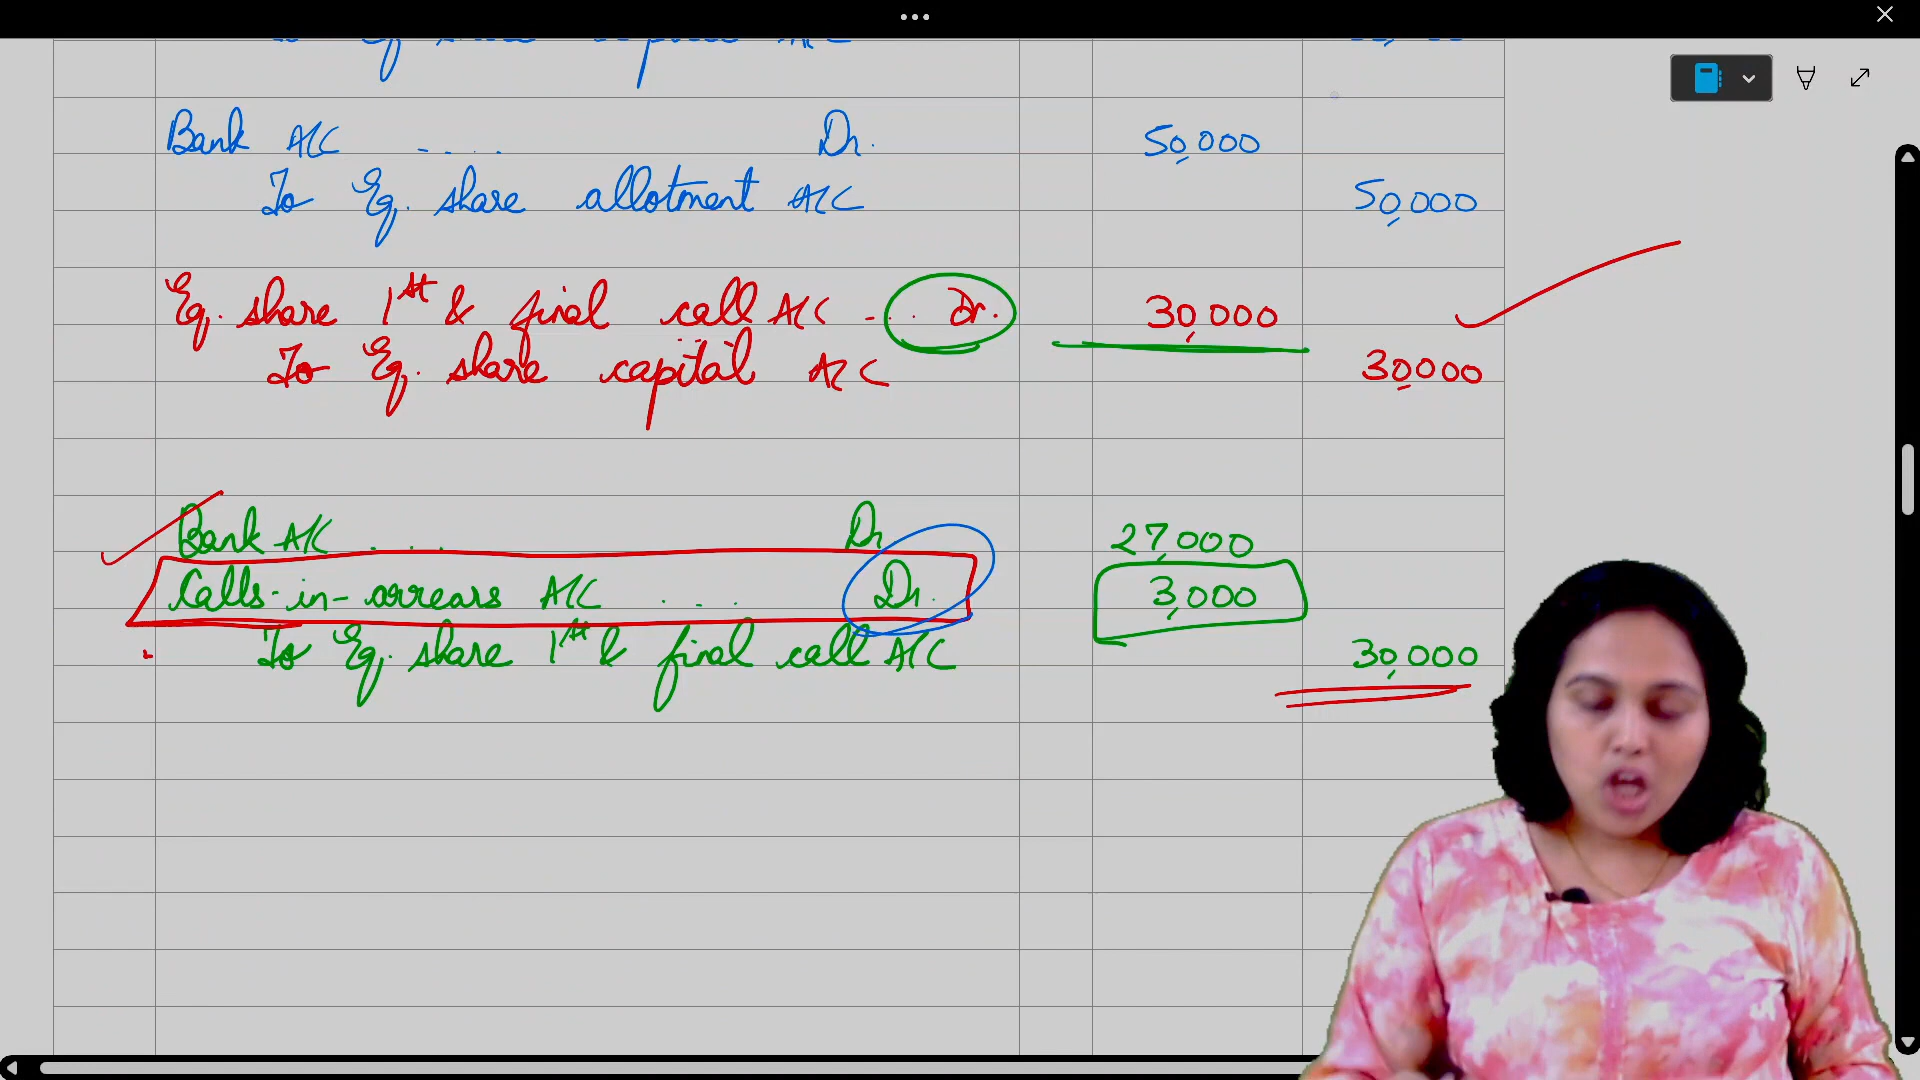 Bank A/C ..... Dr. 50,000
To Eq. share allotment A/C 50,000
Eq. share 1st & final call A/C ... Dr. 30,000
To Eq. share capital A/C 30,000
Bank A/C .... Dr 27,000
Calls-in-arrears A/C ... Dr. 3,000
To Eq. share 1st & final call A/C 30,000